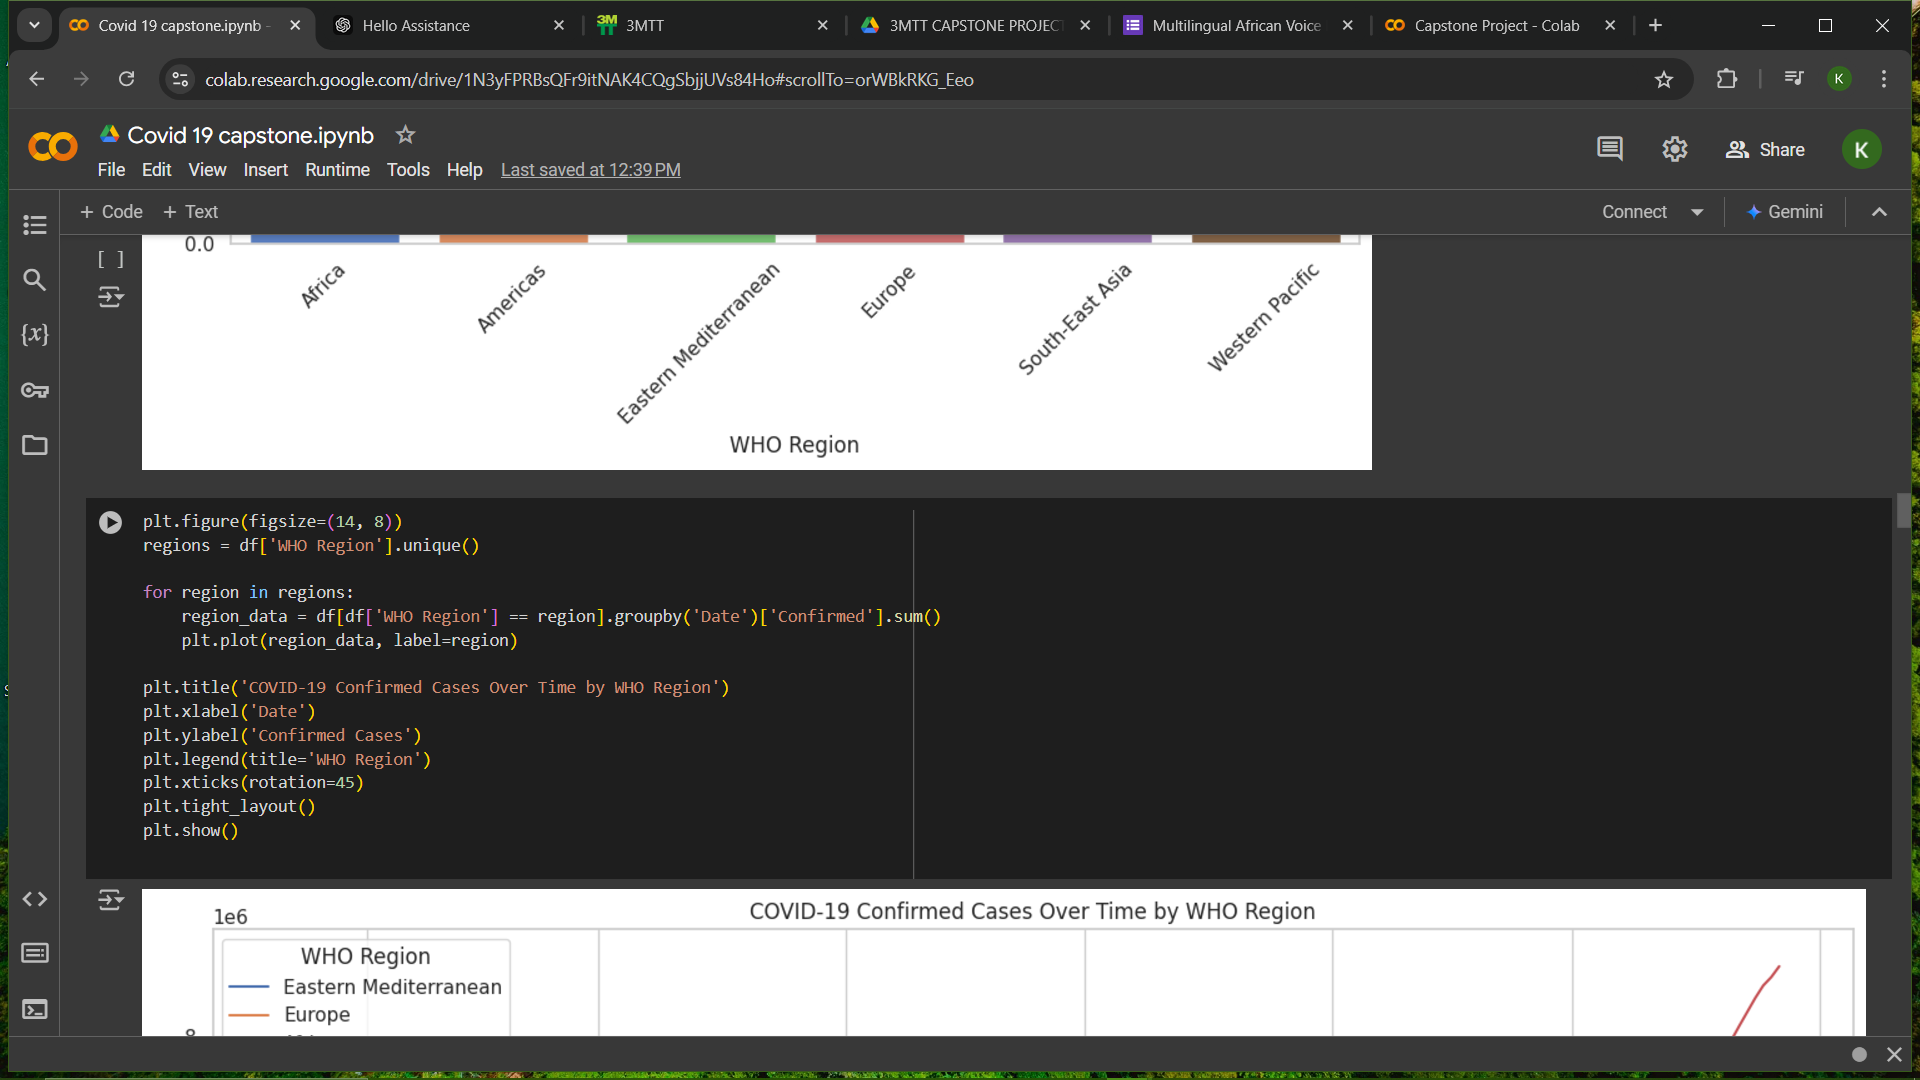 Covid 19 capstone.ipynb -
Hello Assistance
3MTT
3MTT CAPSTONE PROJECT
Multilingual African Voice
Capstone Project - Colab
colab.research.google.com/drive/1N3yFPRBsQFr9itNAK4CQgSbjjUVs84Ho#scrollTo=orWBkRKG_Eeo
K
Covid 19 capstone.ipynb
File Edit View Insert Runtime Tools Help Last saved at 12:39 PM
Share
K
+ Code + Text
Connect
Gemini
0.0
[ ]
Africa
Americas
Eastern Mediterranean
Europe
South-East Asia
Western Pacific
WHO Region
plt.figure(figsize=(14, 8))
regions = df['WHO Region'].unique()
for region in regions:
    region_data = df[df['WHO Region'] == region].groupby('Date')['Confirmed'].sum()
    plt.plot(region_data, label=region)
plt.title('COVID-19 Confirmed Cases Over Time by WHO Region')
plt.xlabel('Date')
plt.ylabel('Confirmed Cases')
plt.legend(title='WHO Region')
plt.xticks(rotation=45)
plt.tight_layout()
plt.show()
1e6
COVID-19 Confirmed Cases Over Time by WHO Region
WHO Region
Eastern Mediterranean
Europe